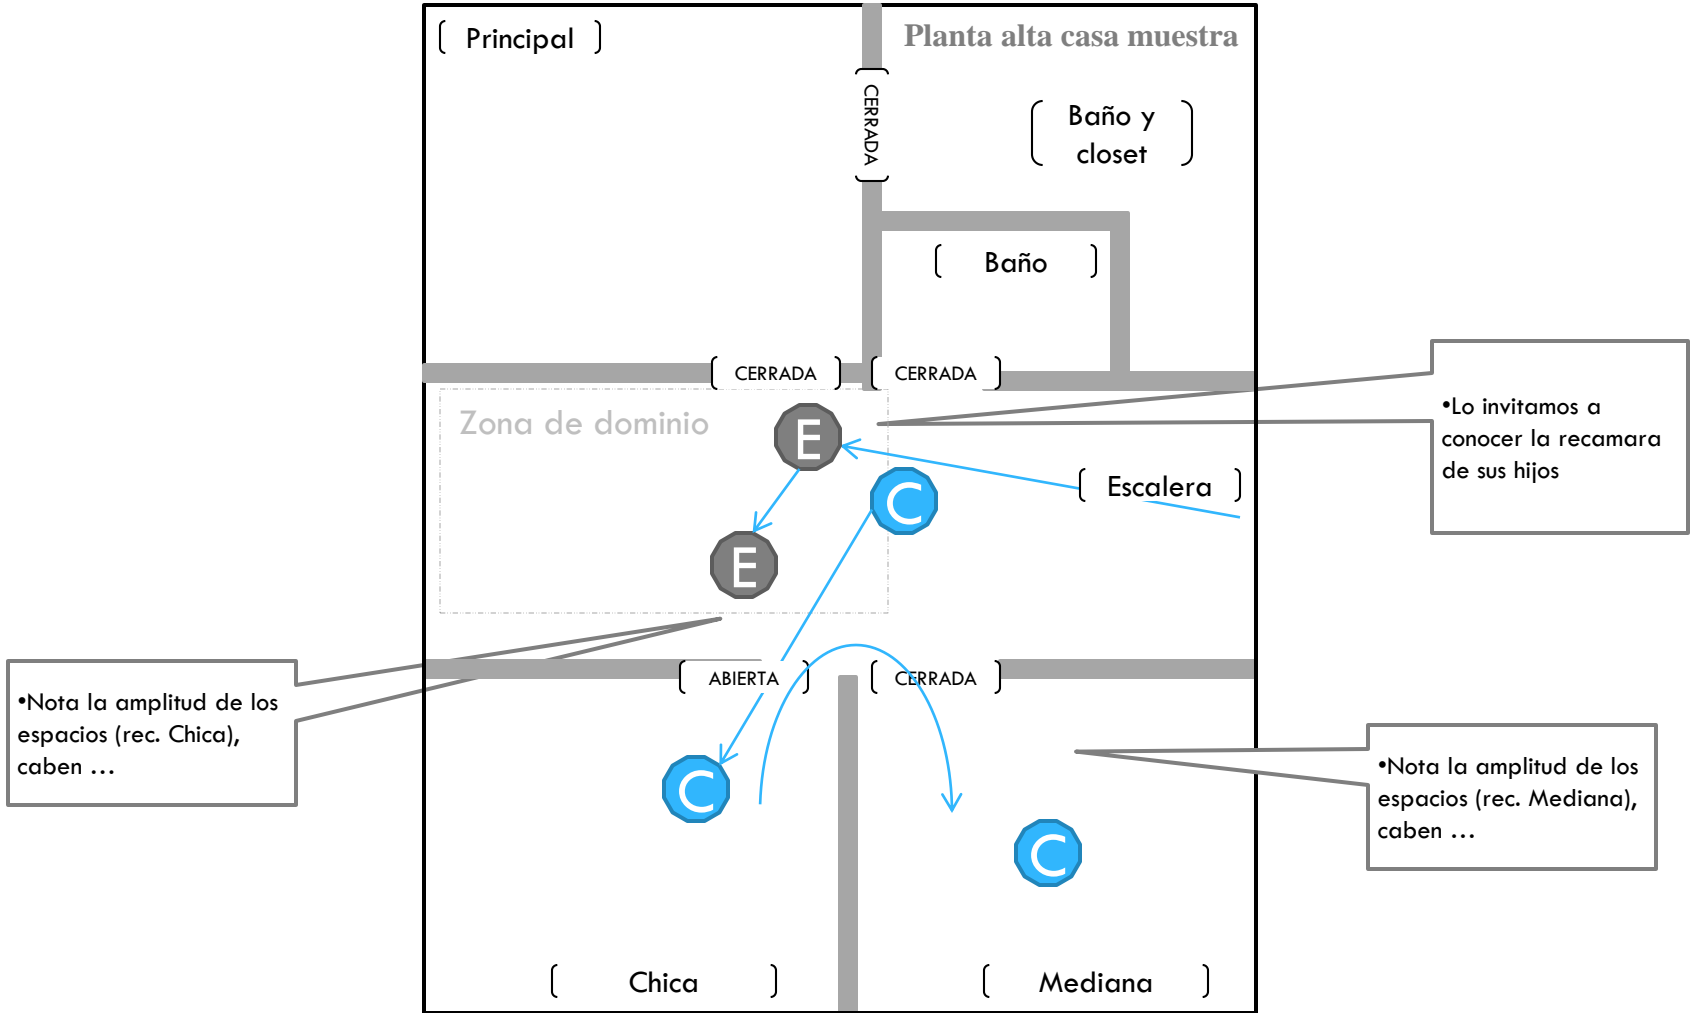 Principal
Planta alta casa muestra
CERRADA
Baño y
closet
Baño
CERRADA
CERRADA
Zona de dominio
E
•Lo invitamos a
conocer la recamara
de sus hijos
Escalera
C
E
ABIERTA
CERRADA
•Nota la amplitud de los
espacios (rec. Chica),
caben …
•Nota la amplitud de los
espacios (rec. Mediana),
caben …
C
C
Chica
Mediana